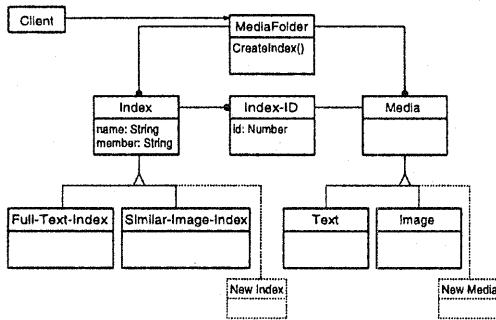 Client
MediaFolder
CreateIndex()
Index
name: String
member: String
Index-ID
id: Number
Media
Full-Text-Index
Similar-Image-Index
Text
Image
New Index
New Media